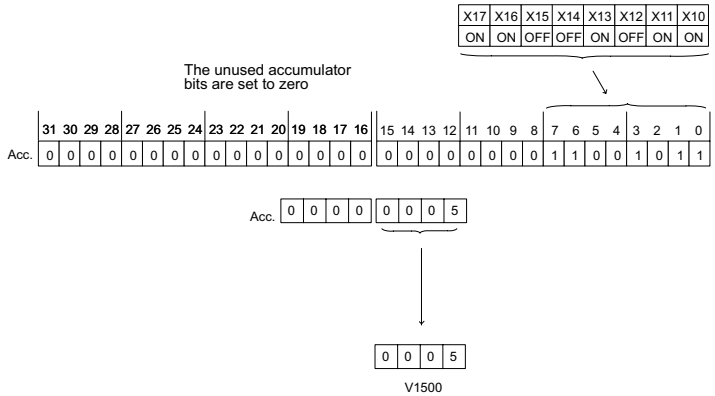 X17 X16 X15 X14 X13 X12 X11 X10
ON ON OFF OFF ON OFF ON ON
The unused accumulator
bits are set to zero
31 30 29 28 27 26 25 24 23 22 21 20 19 18 17 16 15 14 13 12 11 10 9 8 7 6 5 4 3 2 1 0
Acc. 0 0 0 0 0 0 0 0 0 0 0 0 0 0 0 0 0 0 0 0 0 0 0 0 1 1 0 0 1 0 1 1
Acc. 0 0 0 0 0 0 0 5
0 0 0 5
V1500